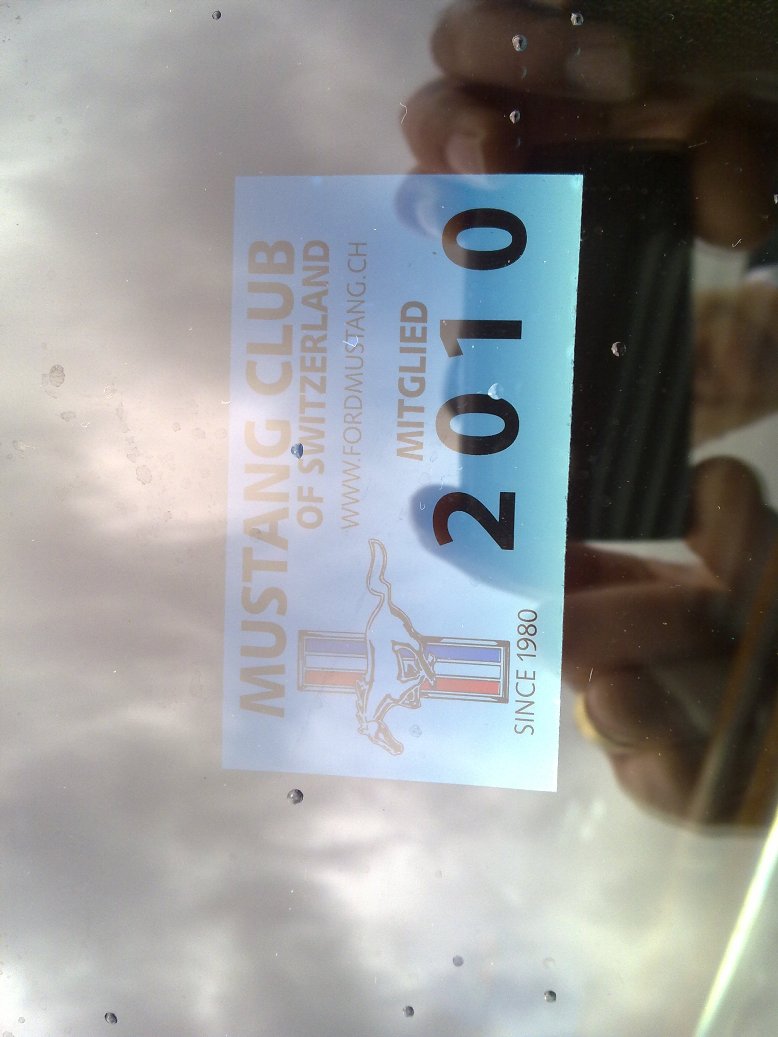 MUSTANG CLUB
OF SWITZERLAND
WWW.FORDMUSTANG.CH
MITGLIED
2010
SINCE 1980